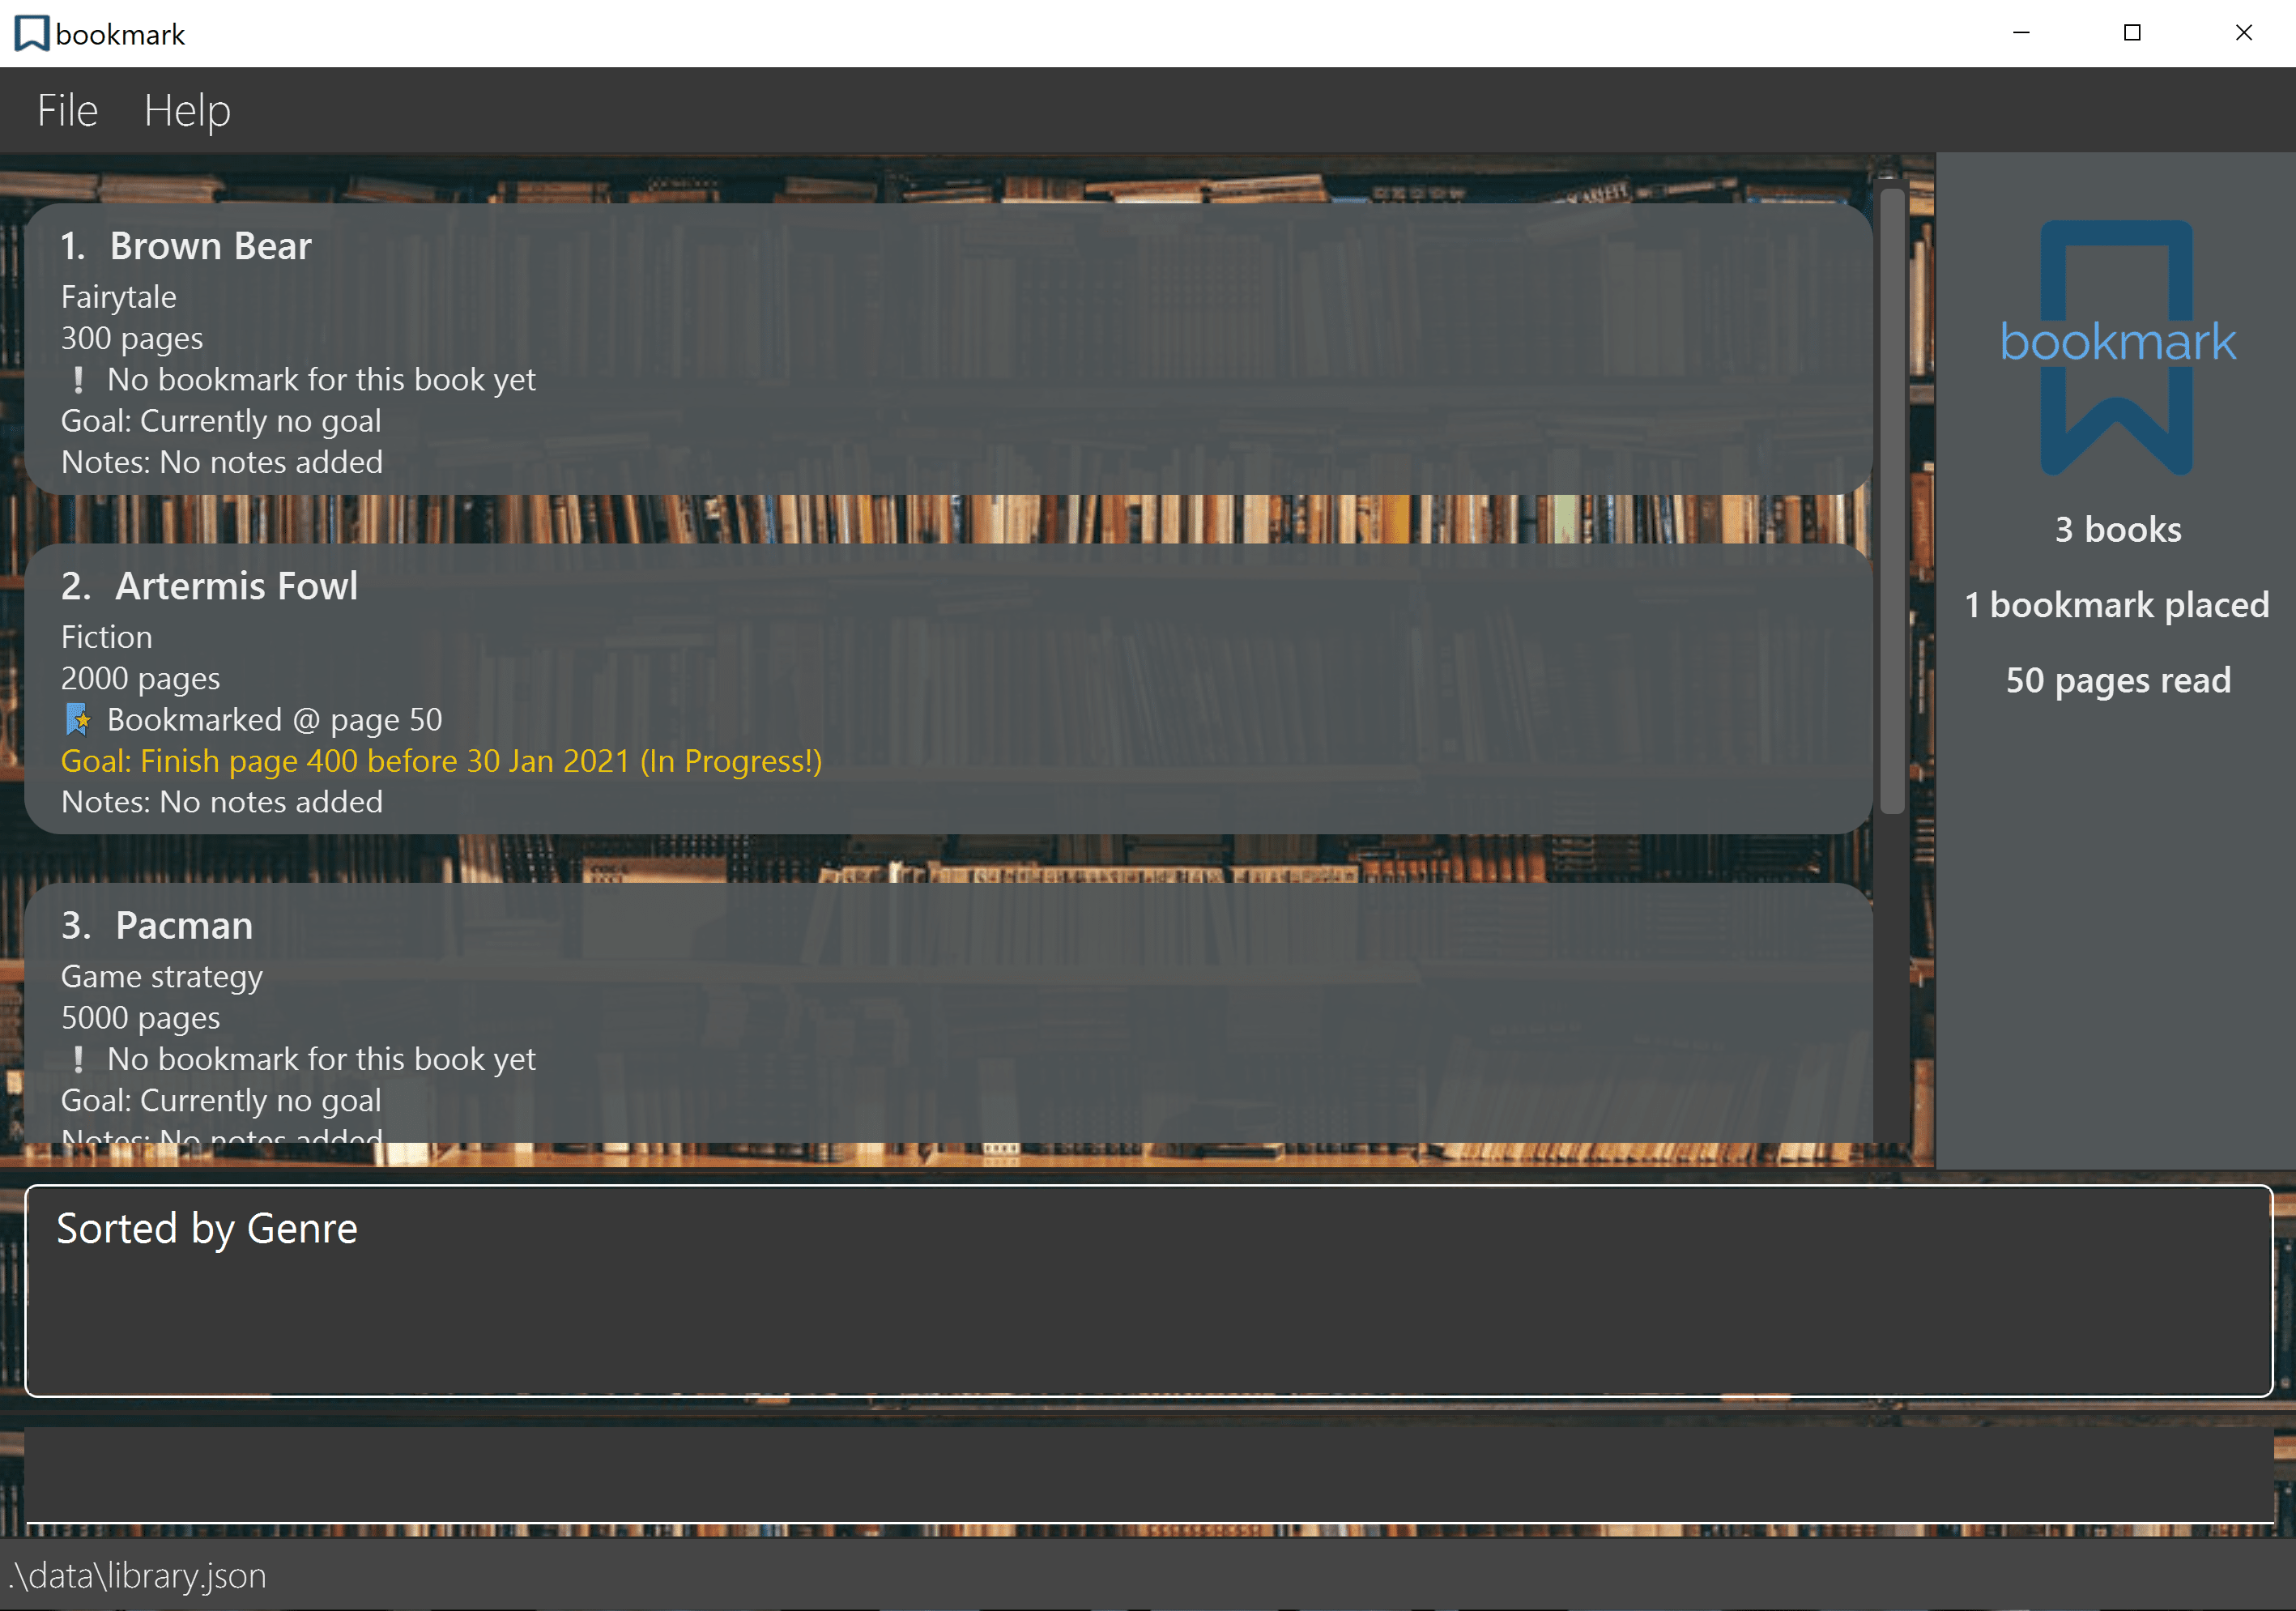 bookmark
File Help
1. Brown Bear
Fairytale
300 pages
❕ No bookmark for this book yet
Goal: Currently no goal
Notes: No notes added
2. Artermis Fowl
Fiction
2000 pages
Bookmarked @ page 50
Goal: Finish page 400 before 30 Jan 2021 (In Progress!)
Notes: No notes added
3. Pacman
Game strategy
5000 pages
❕ No bookmark for this book yet
Goal: Currently no goal
Notes: No notes added
bookmark
3 books
1 bookmark placed
50 pages read
Sorted by Genre
.\data\library.json